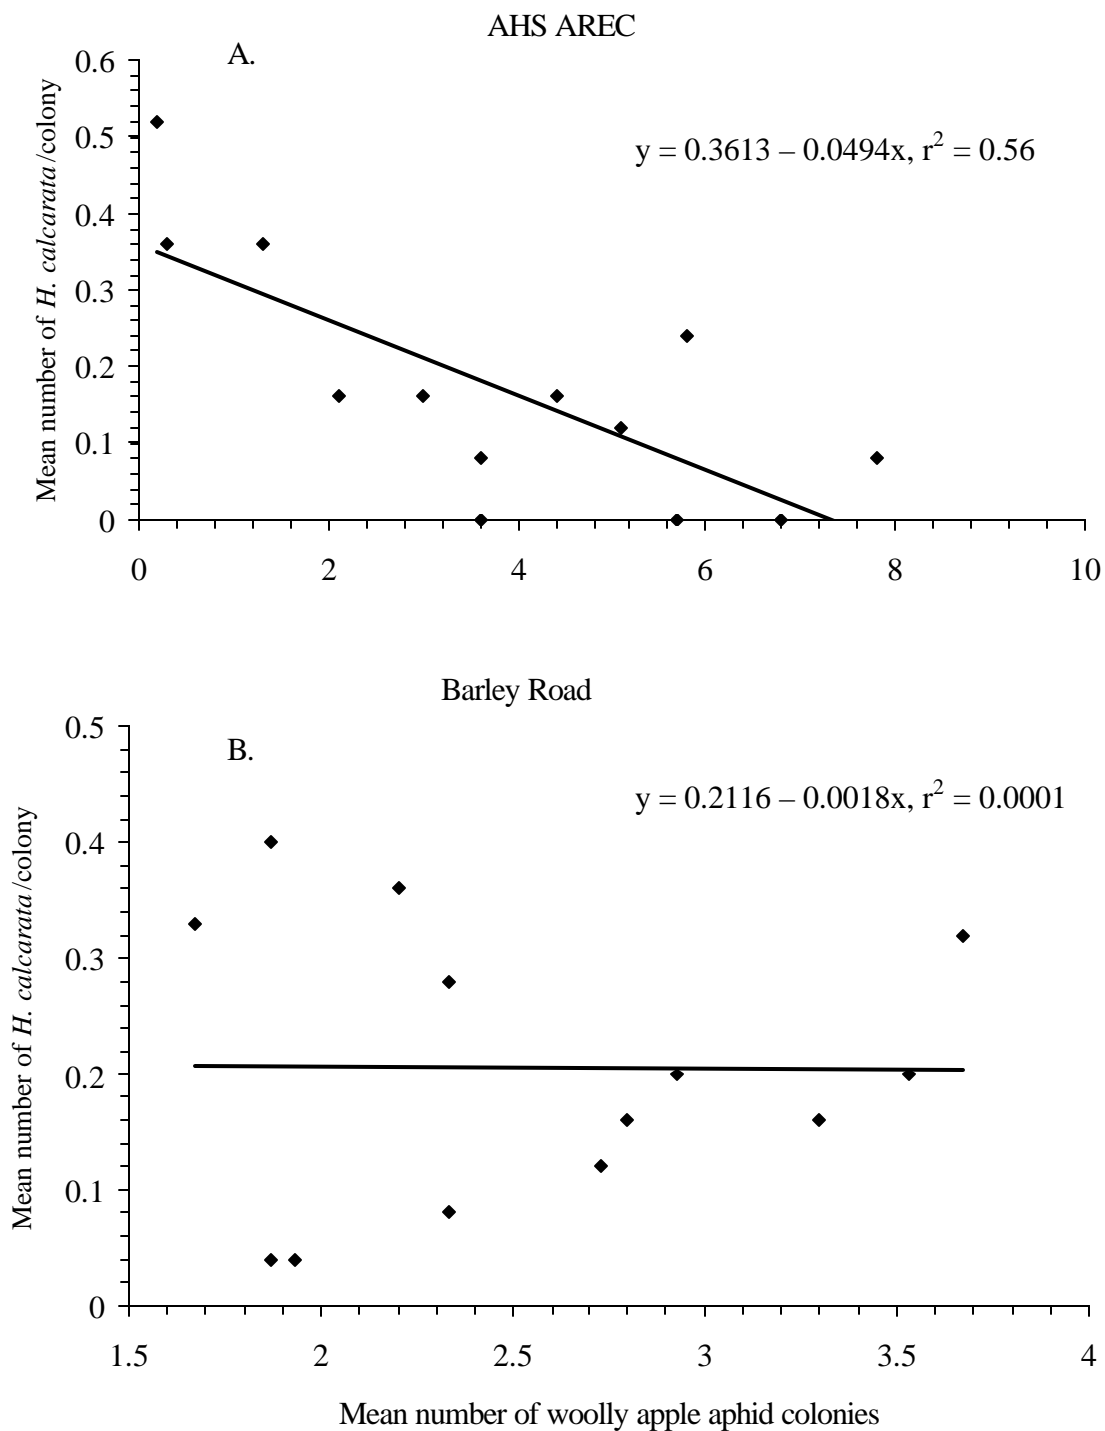 AHS AREC
A.
Mean number of H. calcarata/colony
0.6
0.5
0.4
0.3
0.2
0.1
0
y = 0.3613 – 0.0494x, r² = 0.56
0 2 4 6 8 10
Barley Road
B.
Mean number of H. calcarata/colony
0.5
0.4
0.3
0.2
0.1
0
y = 0.2116 – 0.0018x, r² = 0.0001
1.5 2 2.5 3 3.5 4
Mean number of woolly apple aphid colonies